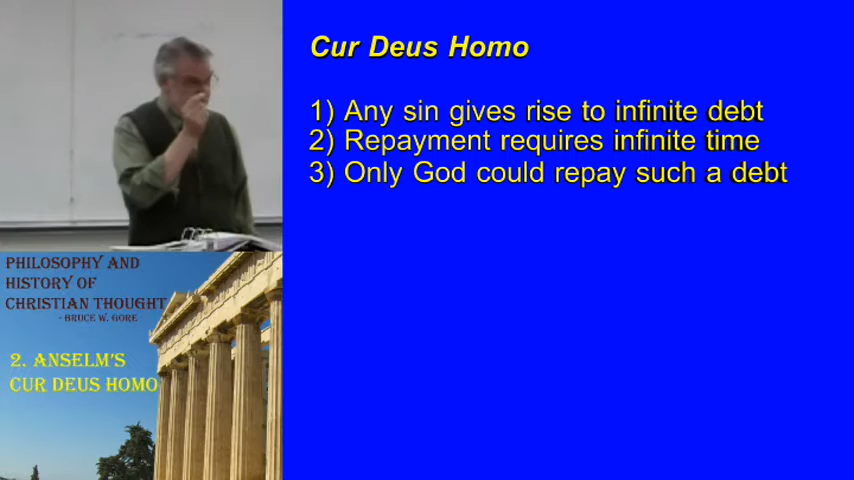 Cur Deus Homo
1) Any sin gives rise to infinite debt
2) Repayment requires infinite time
3) Only God could repay such a debt
PHILOSOPHY AND
HISTORY OF
CHRISTIAN THOUGHT
- BRUCE W. GORE
2. ANSELM'S
CUR DEUS HOMO